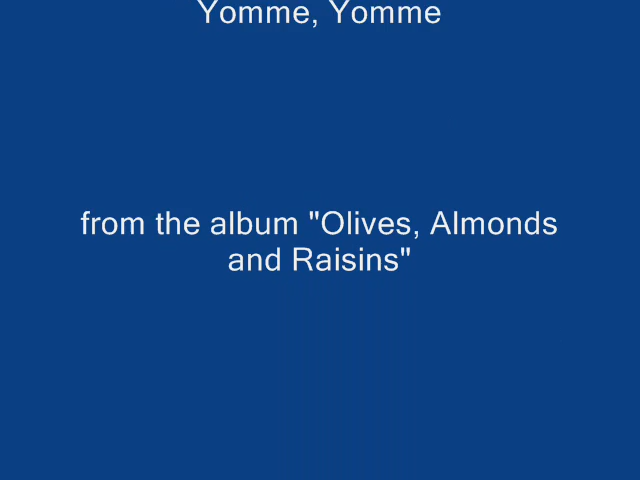 Yomme, Yomme
from the album "Olives, Almonds
and Raisins"